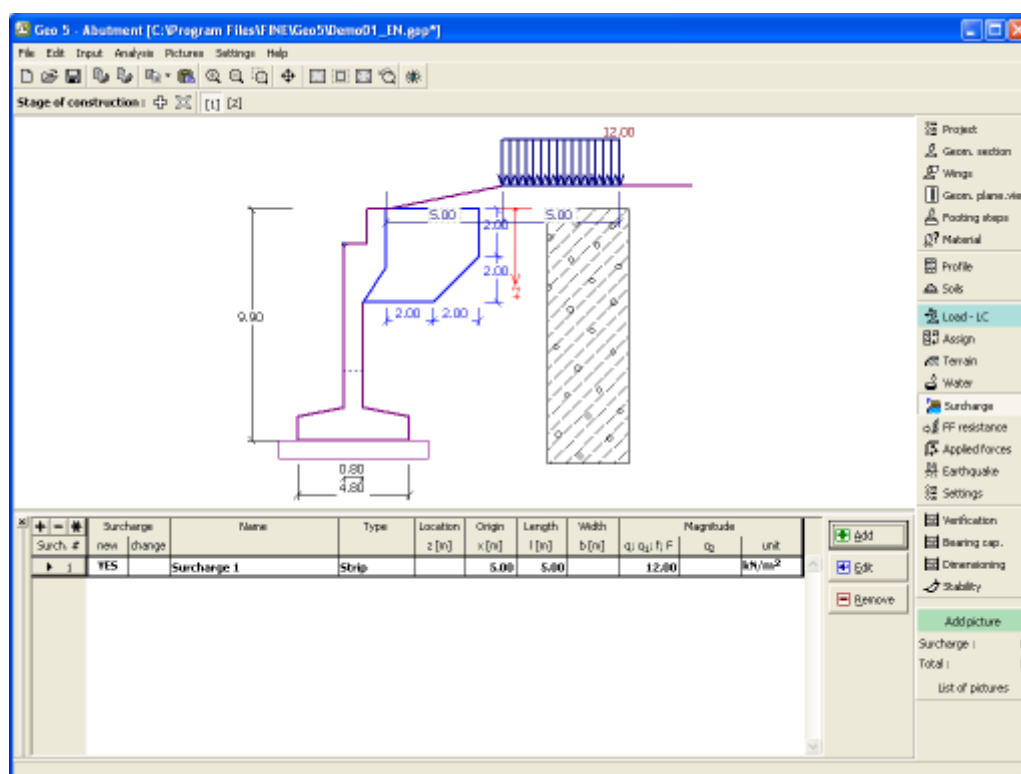 Geo 5 - Abutment [C:\Program Files\FINE\Geo5\Demo01_EN.gsp*]
File Edit Input Analysis Pictures Settings Help
Stage of construction : [1] [2]
12.00
5.00 5.00
2.00
2.00
+z
2.00 2.00
9.90
0.80
4.80
Project
Geom. section
Wings
Geom. plane.view
Footing steps
Material
Profile
Soils
Load - LC
Assign
Terrain
Water
Surcharge
FF resistance
Applied forces
Earthquake
Settings
Verification
Bearing cap.
Dimensioning
Stability
Add picture
Surcharge :
Total :
List of pictures
Surcharge Name Type Location Origin Length Width Magnitude
Surch. # new change z [m] x [m] l [m] b [m] q; q1; f; F q2 unit
1 YES Surcharge 1 Strip 5.00 5.00 12.00 kN/m²
Add
Edit
Remove